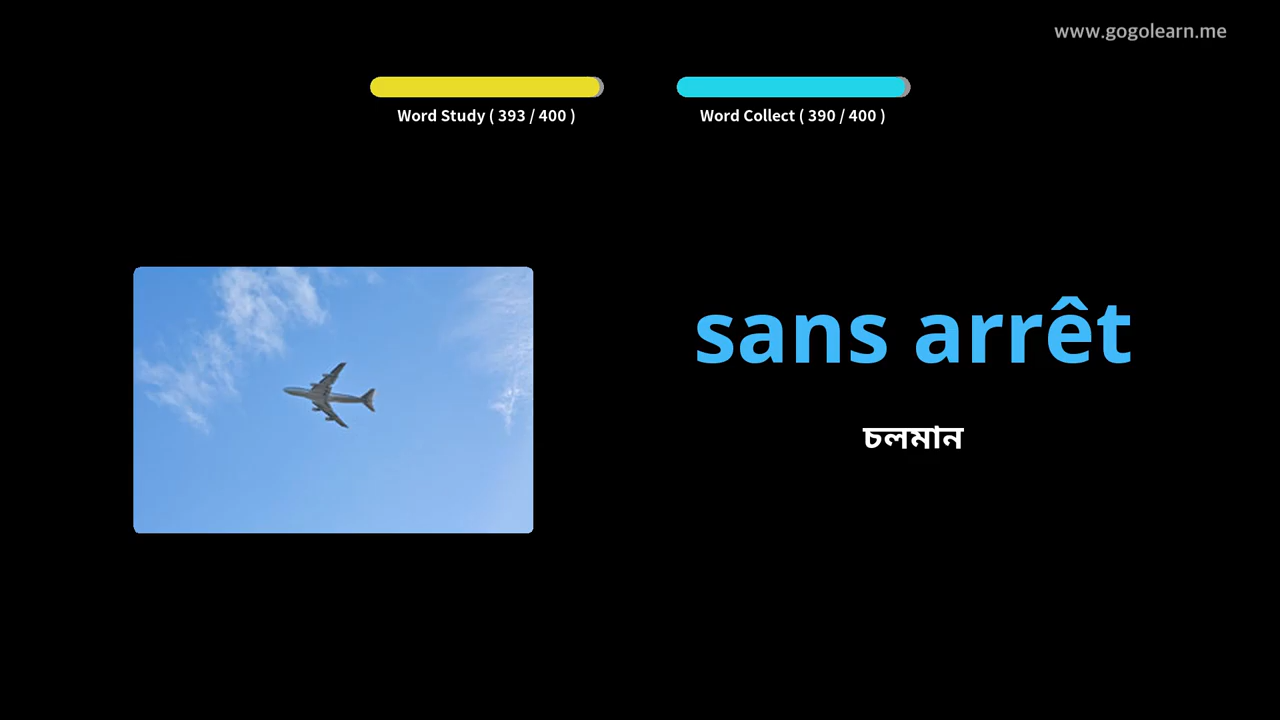 www.gogolearn.me
Word Study ( 393 / 400 )
Word Collect ( 390 / 400 )
sans arrêt
চলমান